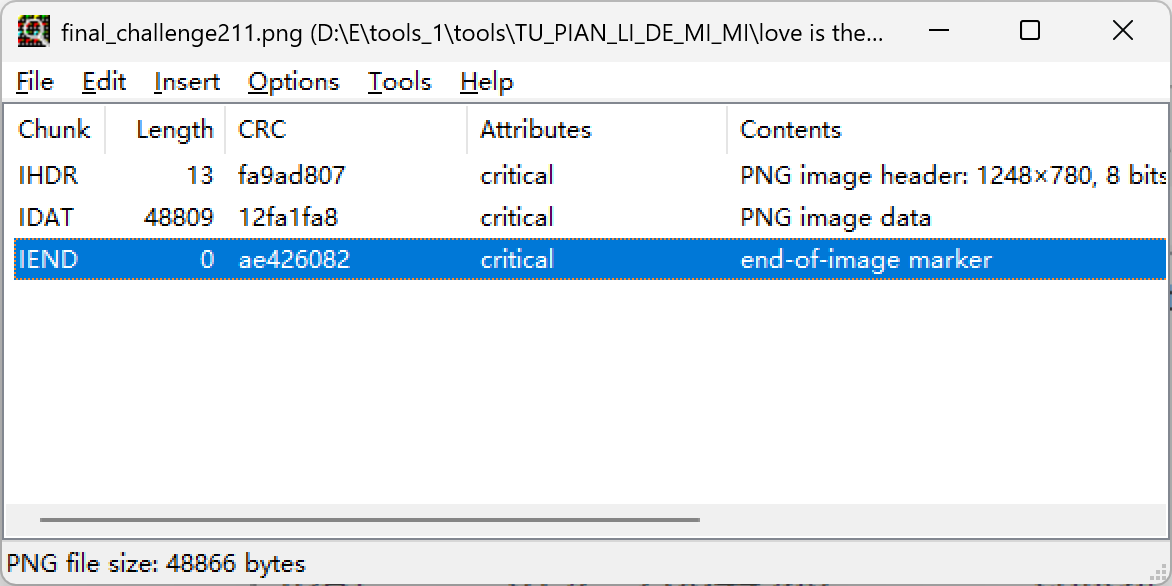 final_challenge211.png (D:\E\tools_1\tools\TU_PIAN_LI_DE_MI_MI\love is the...
File Edit Insert Options Tools Help
Chunk Length CRC Attributes Contents
IHDR 13 fa9ad807 critical PNG image header: 1248×780, 8 bits
IDAT 48809 12fa1fa8 critical PNG image data
IEND 0 ae426082 critical end-of-image marker
PNG file size: 48866 bytes